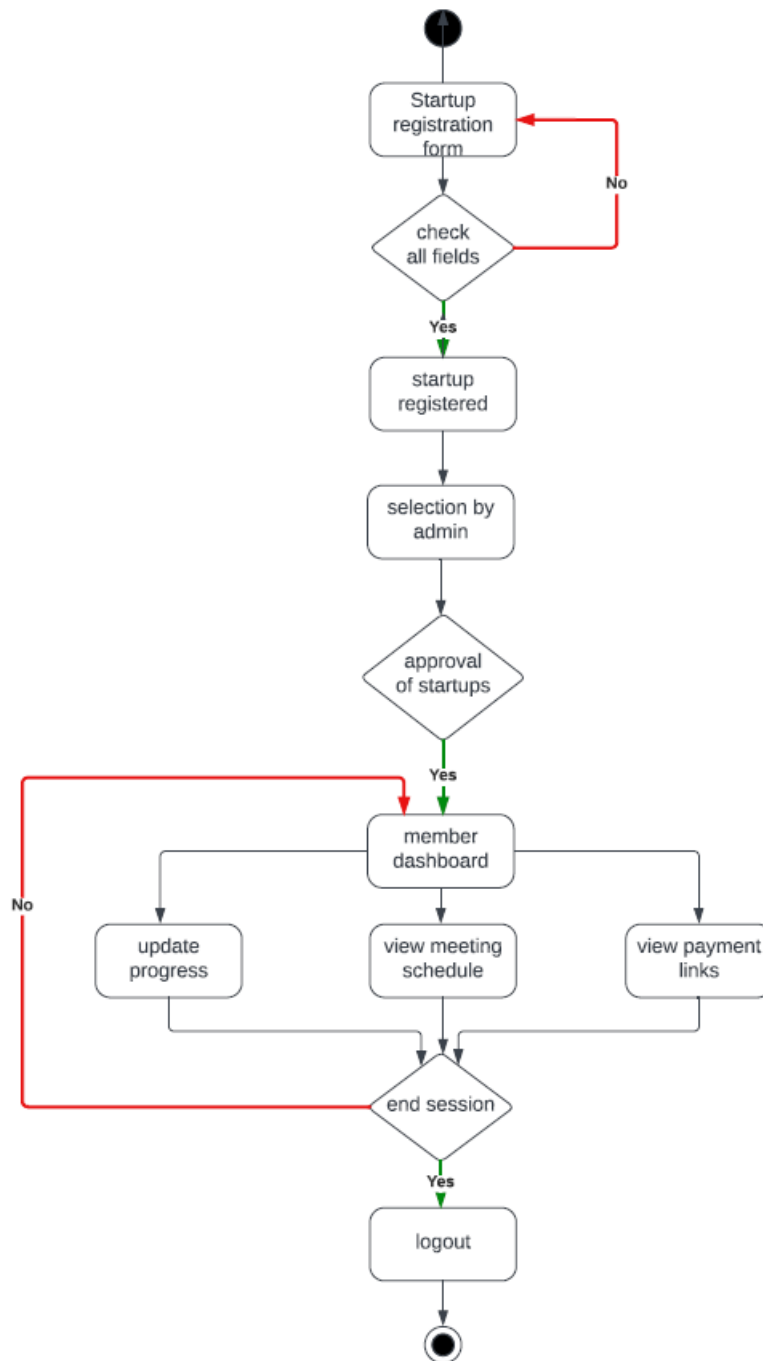 Startup
registration
form
No
check
all fields
Yes
startup
registered
selection by
admin
approval
of startups
Yes
member
dashboard
No
update
progress
view meeting
schedule
view payment
links
end session
Yes
logout